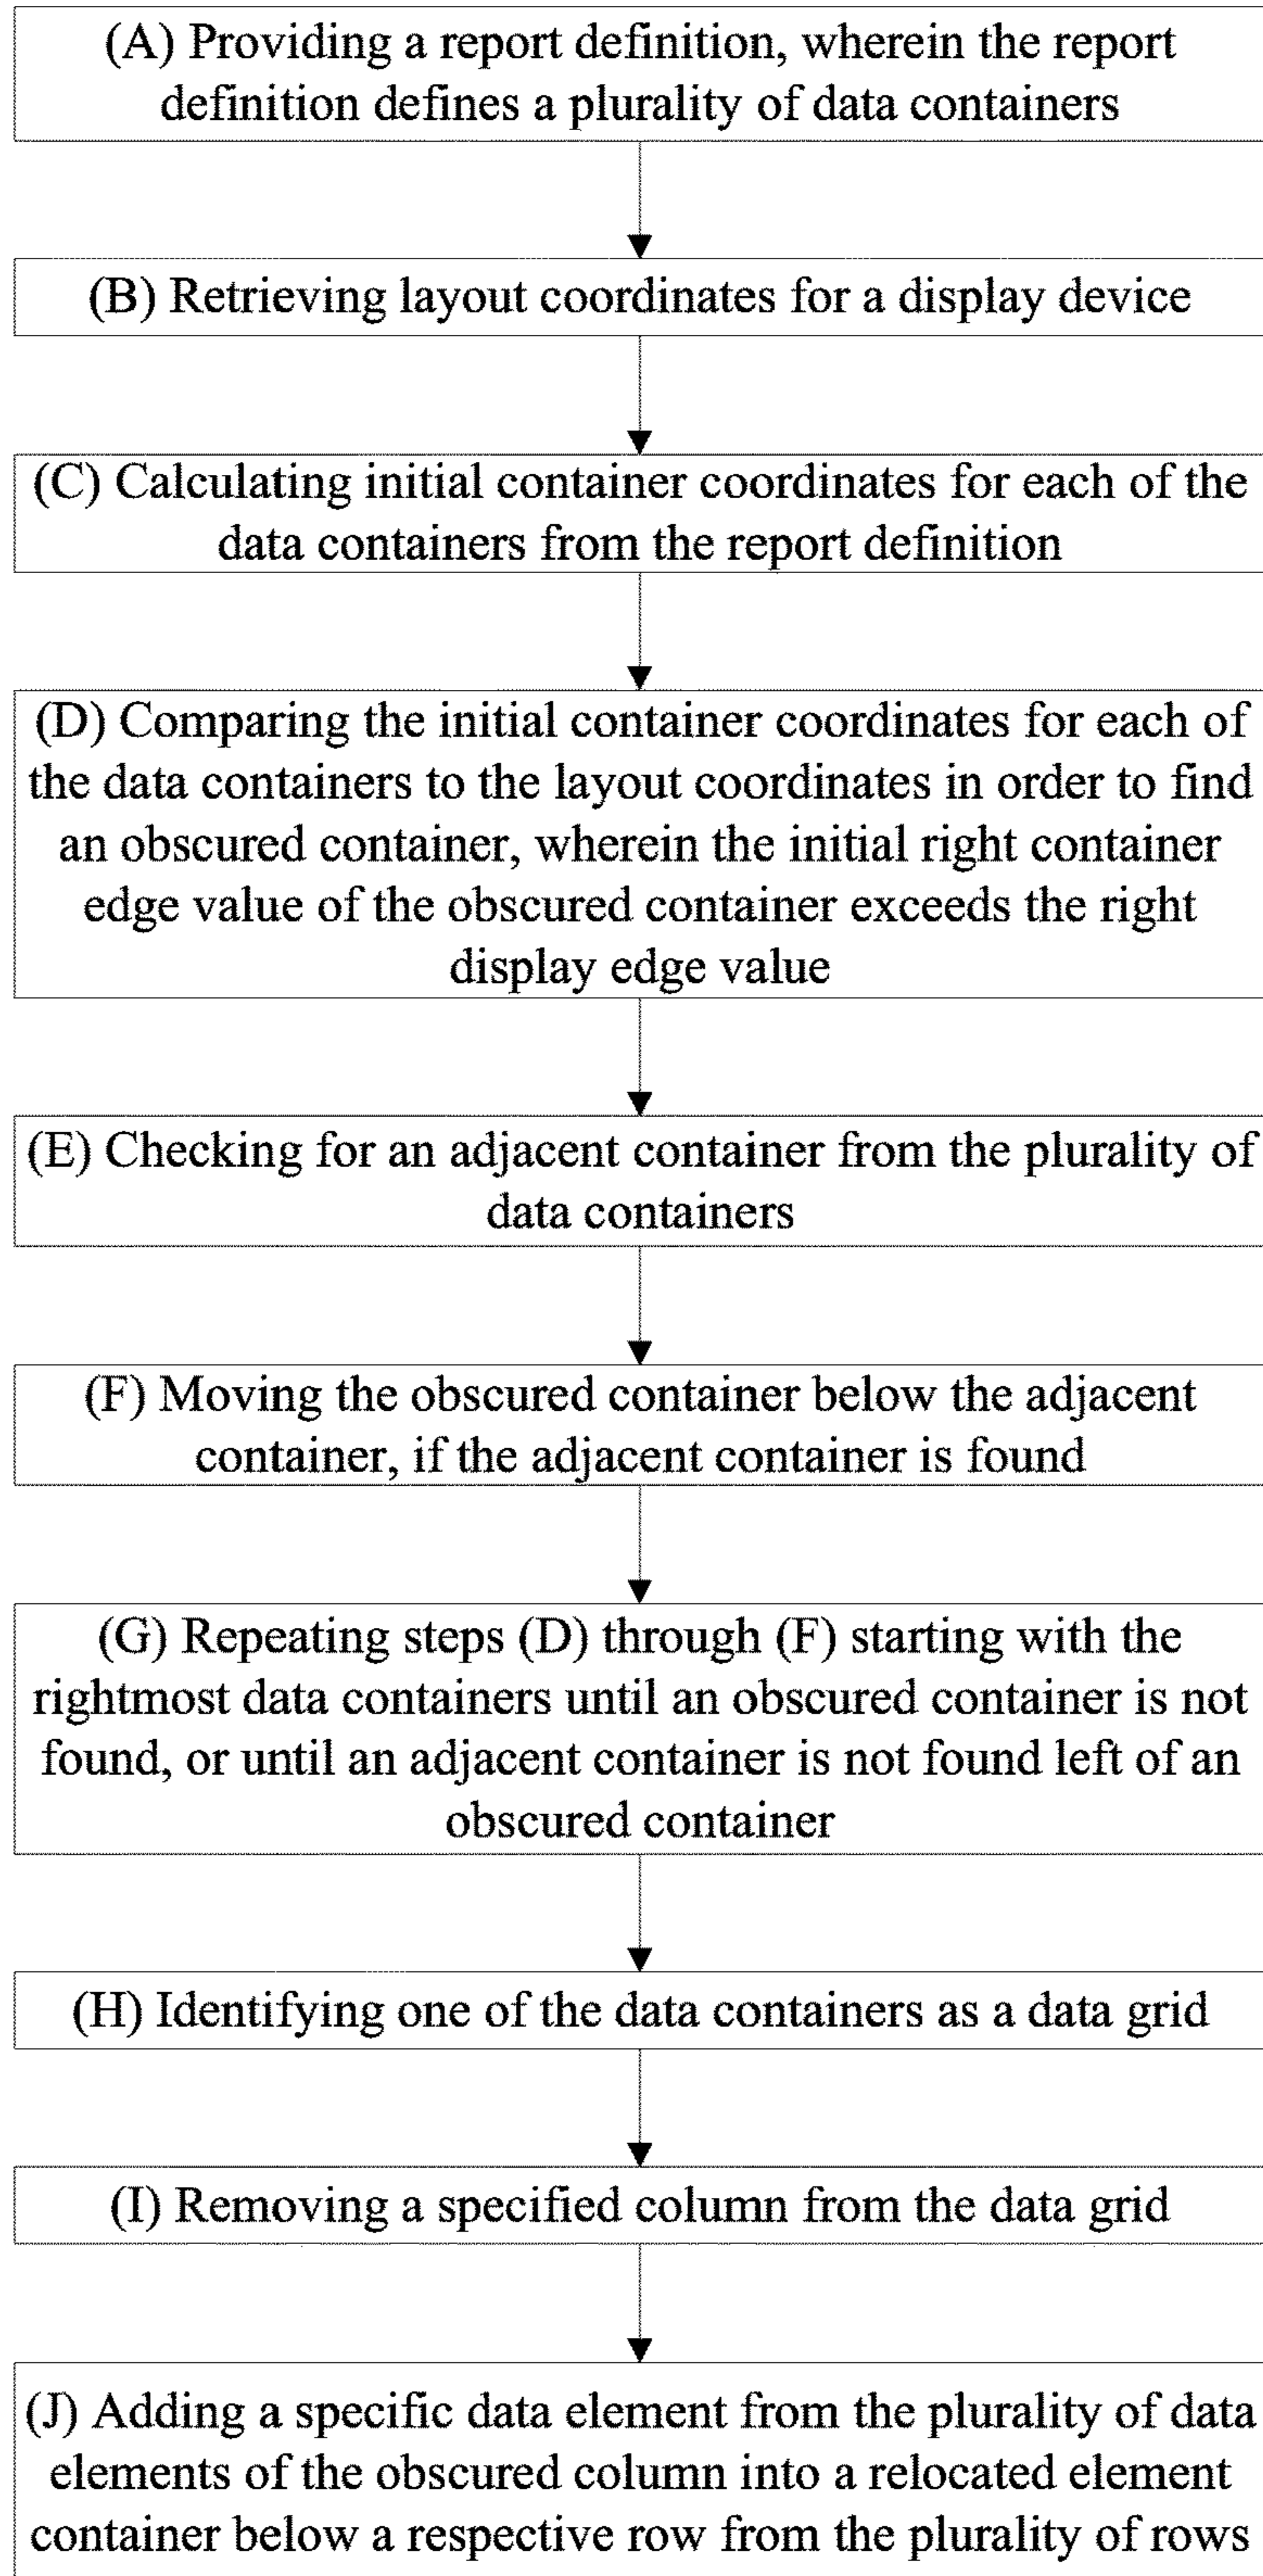 (A) Providing a report definition, wherein the report
definition defines a plurality of data containers
(B) Retrieving layout coordinates for a display device
(C) Calculating initial container coordinates for each of the
data containers from the report definition
(D) Comparing the initial container coordinates for each of
the data containers to the layout coordinates in order to find
an obscured container, wherein the initial right container
edge value of the obscured container exceeds the right
display edge value
(E) Checking for an adjacent container from the plurality of
data containers
(F) Moving the obscured container below the adjacent
container, if the adjacent container is found
(G) Repeating steps (D) through (F) starting with the
rightmost data containers until an obscured container is not
found, or until an adjacent container is not found left of an
obscured container
(H) Identifying one of the data containers as a data grid
(I) Removing a specified column from the data grid
(J) Adding a specific data element from the plurality of data
elements of the obscured column into a relocated element
container below a respective row from the plurality of rows